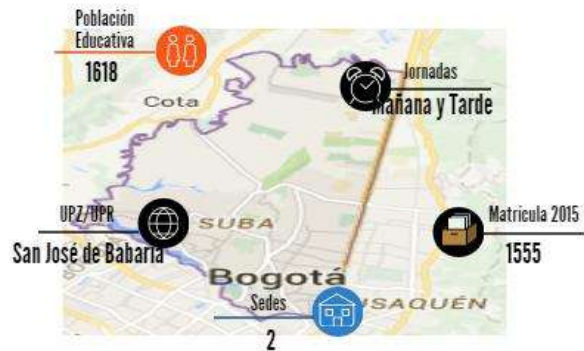 Población
Educativa
1618
Jornadas
Mañana y Tarde
Cota
UPZ/UPR
San José de Babaria
SUBA
Matricula 2015
1555
Bogotá
USAQUÉN
Sedes
2